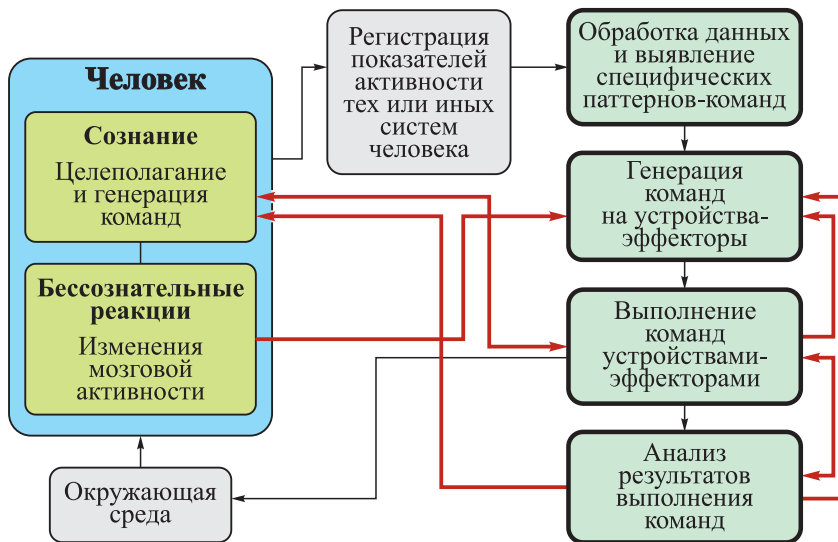 Человек
Сознание
Целеполагание
и генерация
команд
Бессознательные
реакции
Изменения
мозговой
активности
Окружающая
среда
Регистрация
показателей
активности
тех или иных
систем
человека
Обработка данных
и выявление
специфических
паттернов-команд
Генерация
команд
на устройства-
эффекторы
Выполнение
команд
устройствами-
эффекторами
Анализ
результатов
выполнения
команд